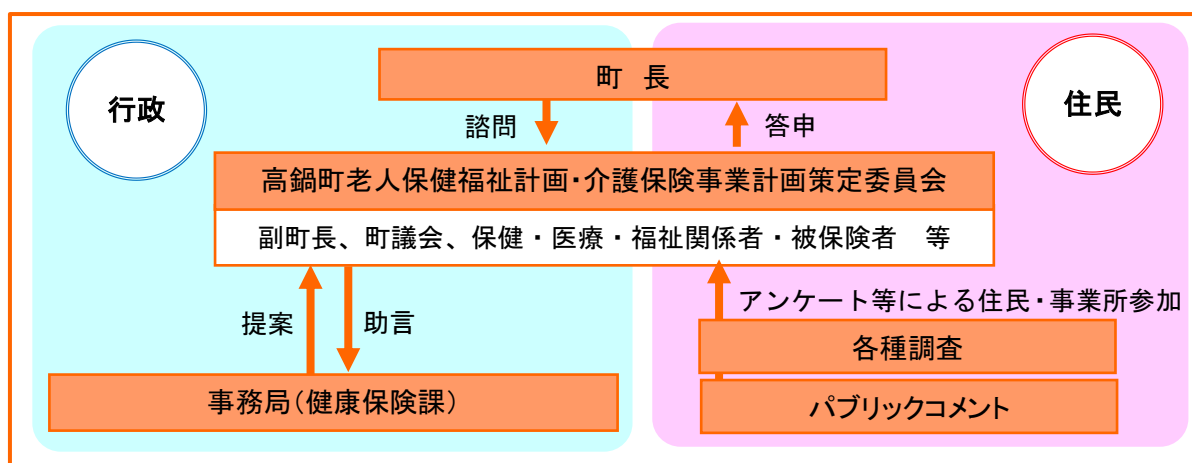 行政
住民
町 長
諮問
答申
高鍋町老人保健福祉計画・介護保険事業計画策定委員会
副町長、町議会、保健・医療・福祉関係者・被保険者 等
提案
助言
アンケート等による住民・事業所参加
各種調査
事務局（健康保険課）
パブリックコメント